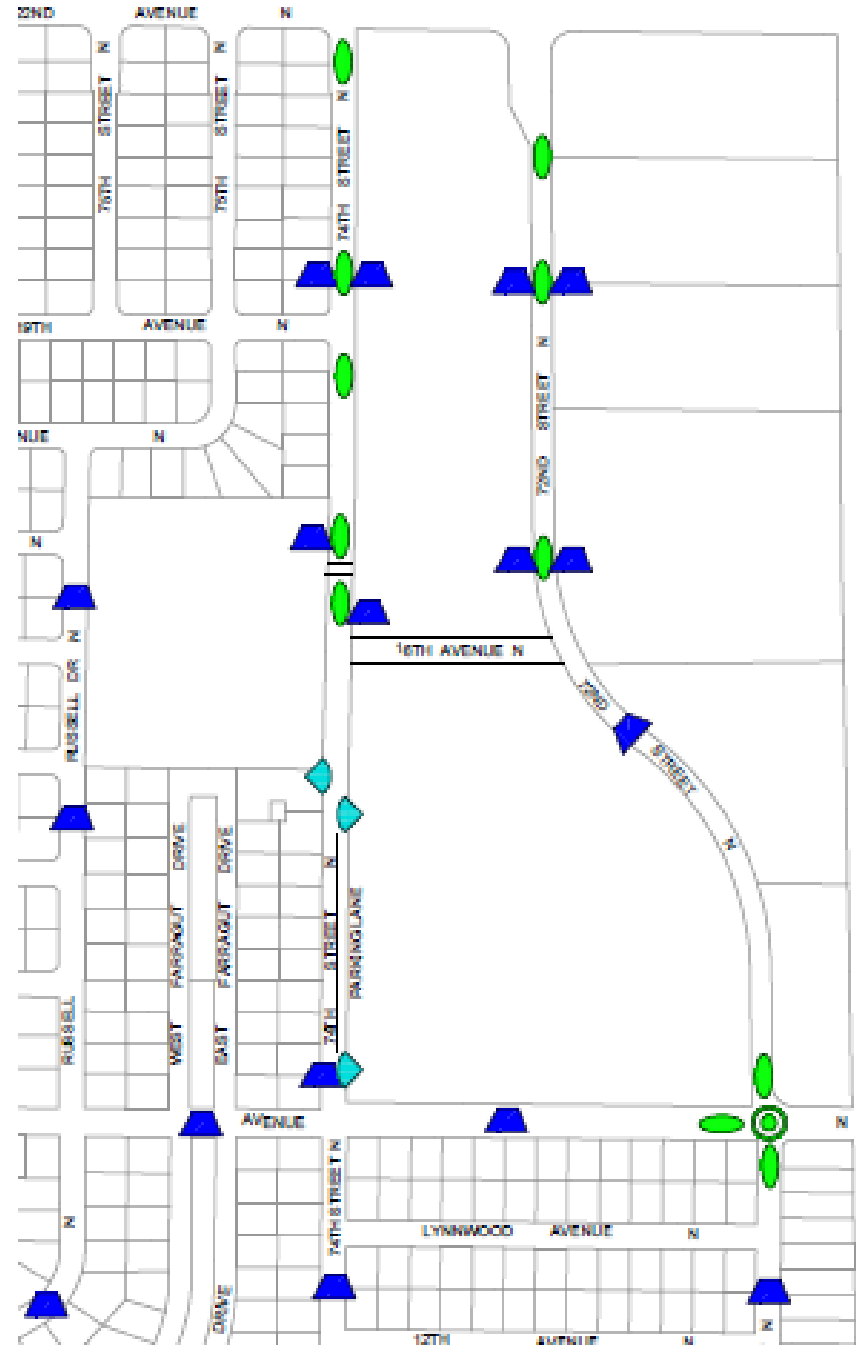 22ND AVENUE N
76TH STREET N
75TH STREET N
74TH STREET N
19TH AVENUE N
72ND STREET N
NUE N
N
16TH AVENUE N
RUSSELL DR N
72ND STREET N
WEST FARRAGUT DRIVE
EAST FARRAGUT DRIVE
74TH STREET N
PARKING LANE
RUSSELL
AVENUE N
N
74TH STREET N
LYNNWOOD AVENUE N
DRIVE
N
12TH AVENUE N